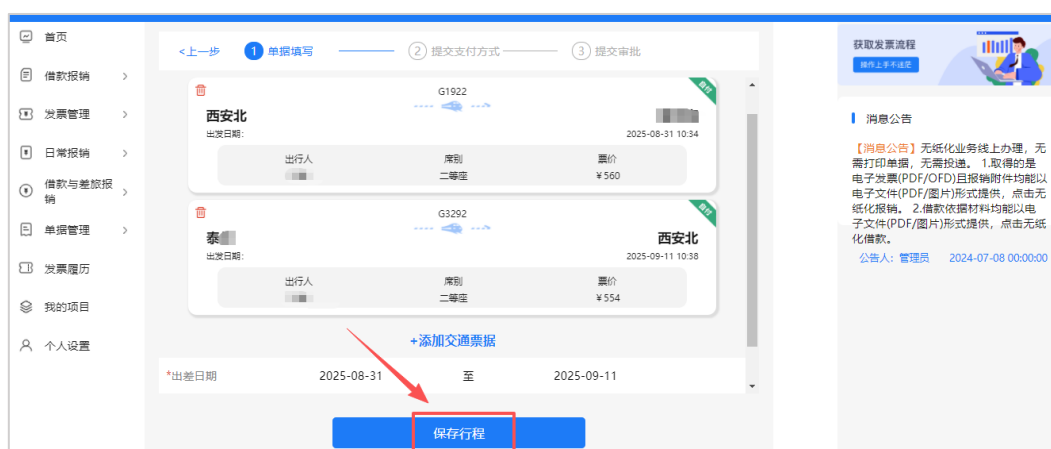 首页
借款报销
发票管理
日常报销
借款与差旅报
销
单据管理
发票履历
我的项目
个人设置
<上一步
1 单据填写
2 提交支付方式
3 提交审批
自付
G1922
西安北
出发日期:
2025-08-31 10:34
出行人
席别
票价
二等座
¥560
自付
G3292
泰
西安北
出发日期:
2025-09-11 10:38
出行人
席别
票价
二等座
¥554
+添加交通票据
*出差日期
2025-08-31
至
2025-09-11
保存行程
获取发票流程
操作上手不迷茫
消息公告
【消息公告】无纸化业务线上办理，无
需打印单据，无需投递。 1.取得的是
电子发票(PDF/OFD)且报销附件均能以
电子文件(PDF/图片)形式提供，点击无
纸化报销。 2.借款依据材料均能以电
子文件(PDF/图片)形式提供，点击无纸
化借款。
公告人: 管理员 2024-07-08 00:00:00